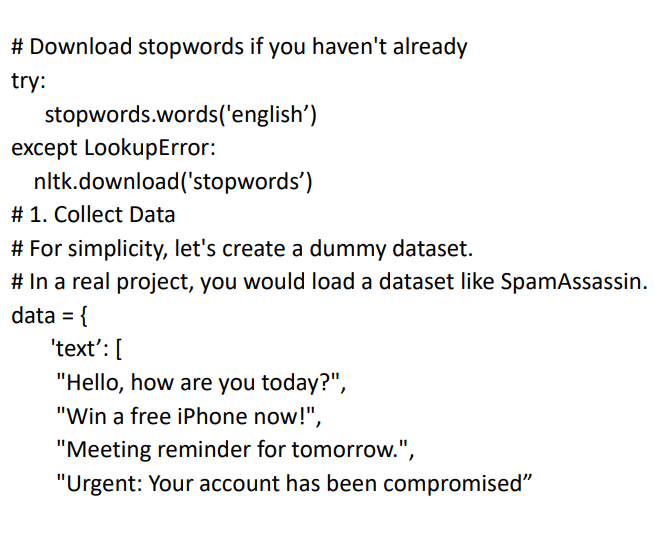 # Download stopwords if you haven't already
try:
stopwords.words('english’)
except LookupError:
nltk.download('stopwords’)
# 1. Collect Data
# For simplicity, let's create a dummy dataset.
# In a real project, you would load a dataset like SpamAssassin.
data = {
'text’: [
"Hello, how are you today?",
"Win a free iPhone now!",
"Meeting reminder for tomorrow.",
"Urgent: Your account has been compromised”